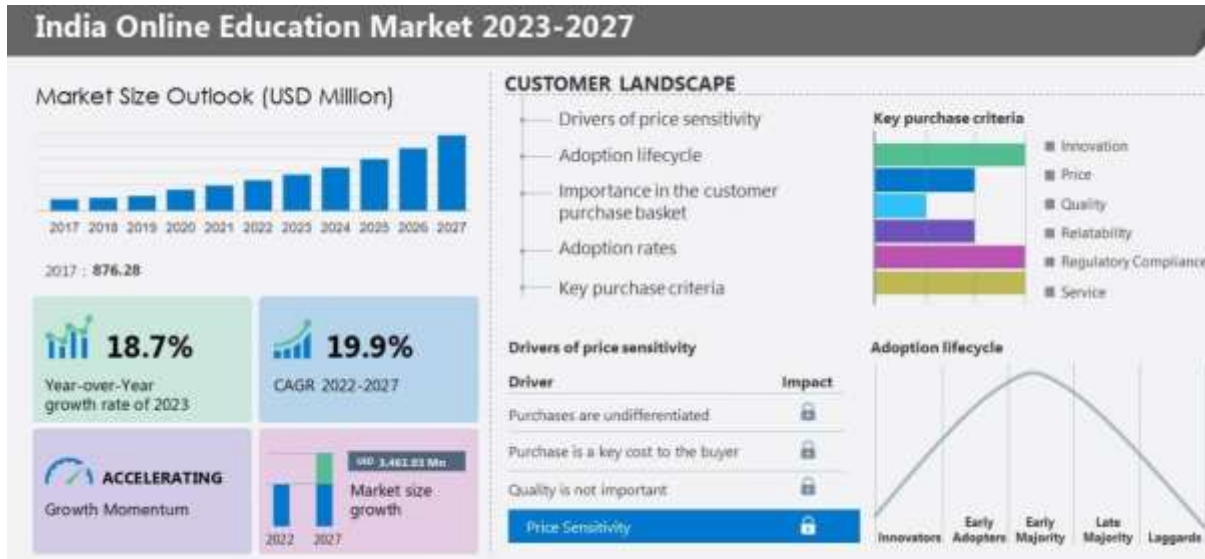 India Online Education Market 2023-2027
Market Size Outlook (USD Million)
2017 2018 2019 2020 2021 2022 2023 2024 2025 2026 2027
2017 : 876.28
18.7%
Year-over-Year
growth rate of 2023
19.9%
CAGR 2022-2027
ACCELERATING
Growth Momentum
USD 3,461.03 Mn
Market size
growth
2022 2027
CUSTOMER LANDSCAPE
Drivers of price sensitivity
Adoption lifecycle
Importance in the customer
purchase basket
Adoption rates
Key purchase criteria
Key purchase criteria
Innovation
Price
Quality
Relatability
Regulatory Compliance
Service
Drivers of price sensitivity
Driver Impact
Purchases are undifferentiated
Purchase is a key cost to the buyer
Quality is not important
Price Sensitivity
Adoption lifecycle
Innovators
Early
Adopters
Early
Majority
Late
Majority
Laggards